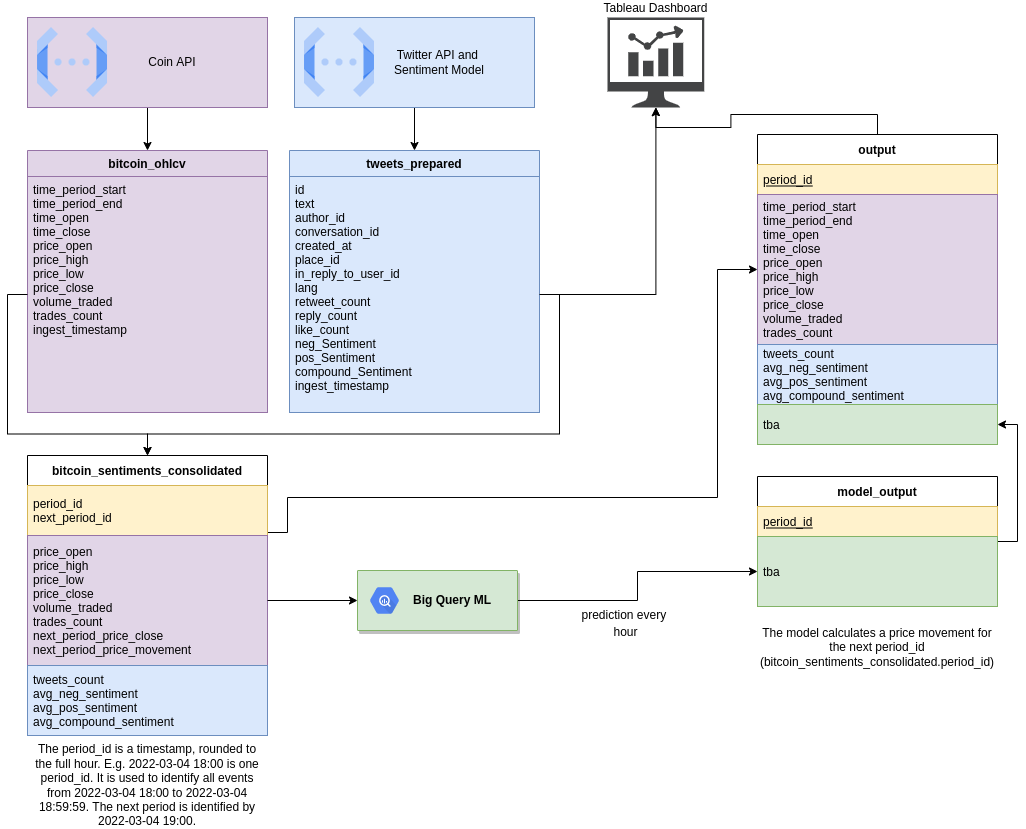 Tableau Dashboard
Coin API
Twitter API and
Sentiment Model
bitcoin_ohlcv
time_period_start
time_period_end
time_open
time_close
price_open
price_high
price_low
price_close
volume_traded
trades_count
ingest_timestamp
tweets_prepared
id
text
author_id
conversation_id
created_at
place_id
in_reply_to_user_id
lang
retweet_count
reply_count
like_count
neg_Sentiment
pos_Sentiment
compound_Sentiment
ingest_timestamp
output
period_id
time_period_start
time_period_end
time_open
time_close
price_open
price_high
price_low
price_close
volume_traded
trades_count
tweets_count
avg_neg_sentiment
avg_pos_sentiment
avg_compound_sentiment
tba
bitcoin_sentiments_consolidated
period_id
next_period_id
price_open
price_high
price_low
price_close
volume_traded
trades_count
next_period_price_close
next_period_price_movement
tweets_count
avg_neg_sentiment
avg_pos_sentiment
avg_compound_sentiment
The period_id is a timestamp, rounded to
the full hour. E.g. 2022-03-04 18:00 is one
period_id. It is used to identify all events
from 2022-03-04 18:00 to 2022-03-04
18:59:59. The next period is identified by
2022-03-04 19:00.
Big Query ML
prediction every
hour
model_output
period_id
tba
The model calculates a price movement for
the next period_id
(bitcoin_sentiments_consolidated.period_id)